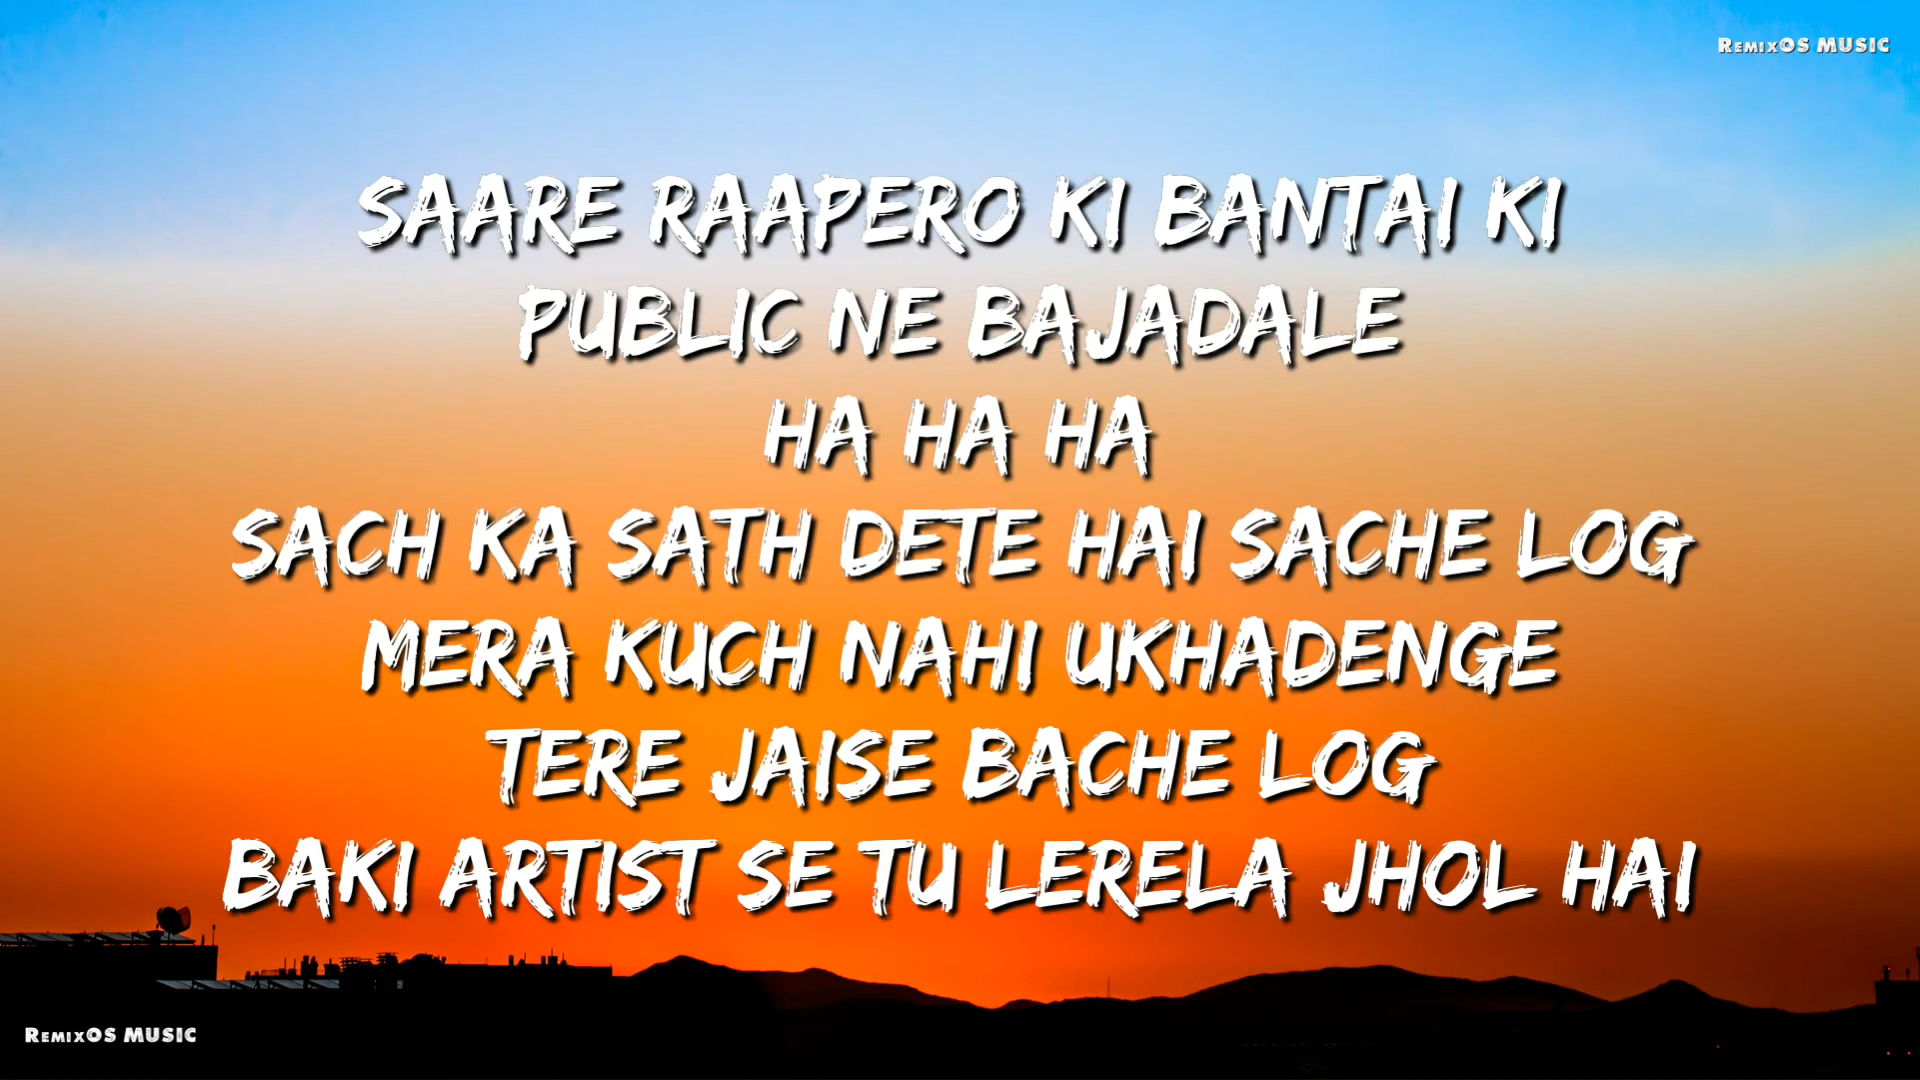 RemixOS MUSIC
SAARE RAAPERO KI BANTAI KI
PUBLIC NE BAJADALE
HA HA HA
SACH KA SATH DETE HAI SACHE LOG
MERA KUCH NAHI UKHADENGE
TERE JAISE BACHE LOG
BAKI ARTIST SE TU LERELA JHOL HAI
RemixOS MUSIC